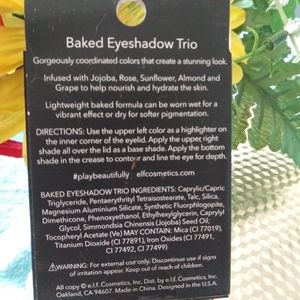 Baked Eyeshadow Trio
Gorgeously coordinated colors that create a stunning look.
Infused with Jojoba, Rose, Sunflower, Almond and
Grape to help nourish and hydrate the skin.
Lightweight baked formula can be worn wet for a
vibrant effect or dry for softer pigmentation.
DIRECTIONS: Use the upper left color as a highlighter on
the inner corner of the eyelid. Apply the upper right
shade all over the lid as a base shade. Apply the bottom
shade in the crease to contour and line the eye for depth.
#playbeautifully elfcosmetics.com
BAKED EYESHADOW TRIO INGREDIENTS: Caprylic/Capric
Triglyceride, Pentaerythrityl Tetraisostearate, Talc, Silica,
Magnesium Aluminum Silicate, Synthetic Fluorphlogopite,
Dimethicone, Phenoxyethanol, Ethylhexylglycerin, Caprylyl
Glycol, Simmondsia Chinensis (Jojoba) Seed Oil,
Tocopheryl Acetate (Ve) MAY CONTAIN: Mica (CI 77019),
Titanium Dioxide (CI 77891), Iron Oxides (CI 77491,
CI 77492, CI 77499)
WARNING: For external use only. Discontinue use if signs
of irritation appear. Keep out of reach of children.
All copy © e.l.f. Cosmetics, Inc. Dist. by e.l.f. Cosmetics, Inc.
Oakland, CA 94607. Made in China. Designed in the U.S.A.